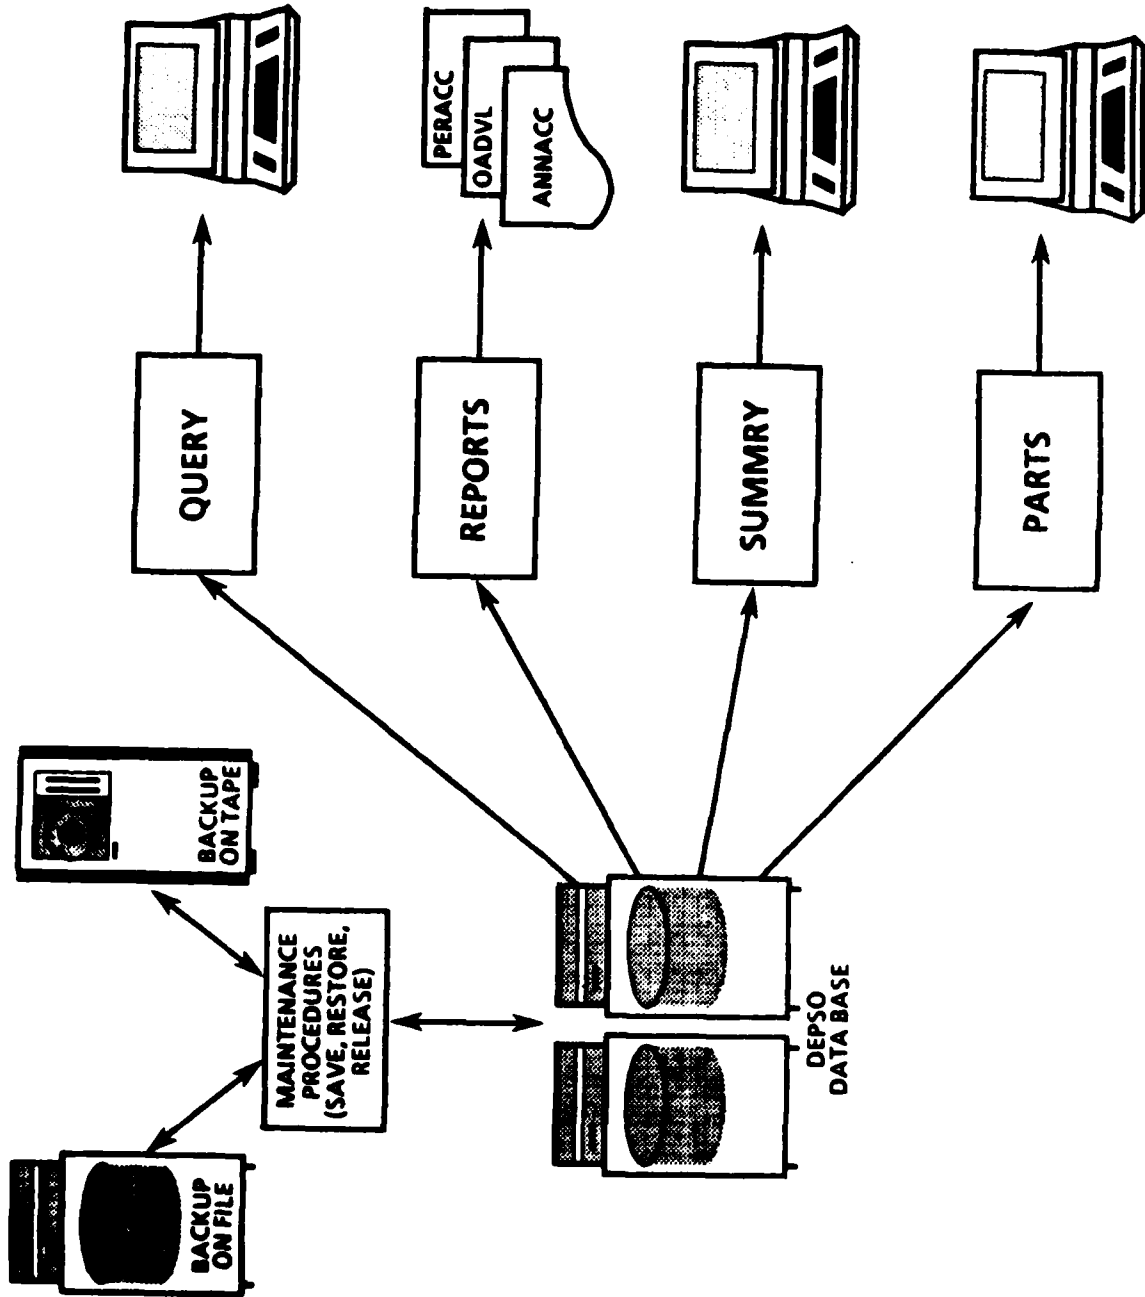 BACKUP
ON FILE
BACKUP
ON TAPE
MAINTENANCE
PROCEDURES
(SAVE, RESTORE,
RELEASE)
DEPSO
DATA BASE
QUERY
REPORTS
SUMMRY
PARTS
PERACC
OADVL
ANNACC